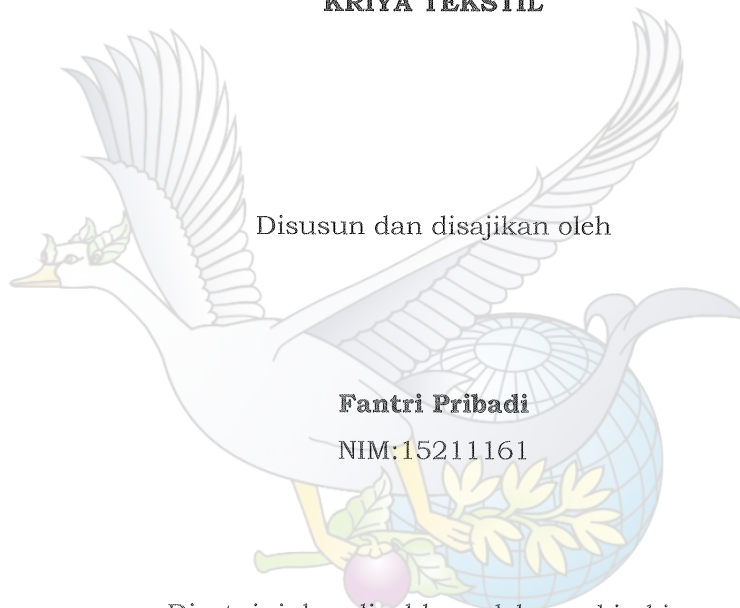 KRIYA TEKSTIL
Disusun dan disajikan oleh
Fantri Pribadi
NIM:15211161